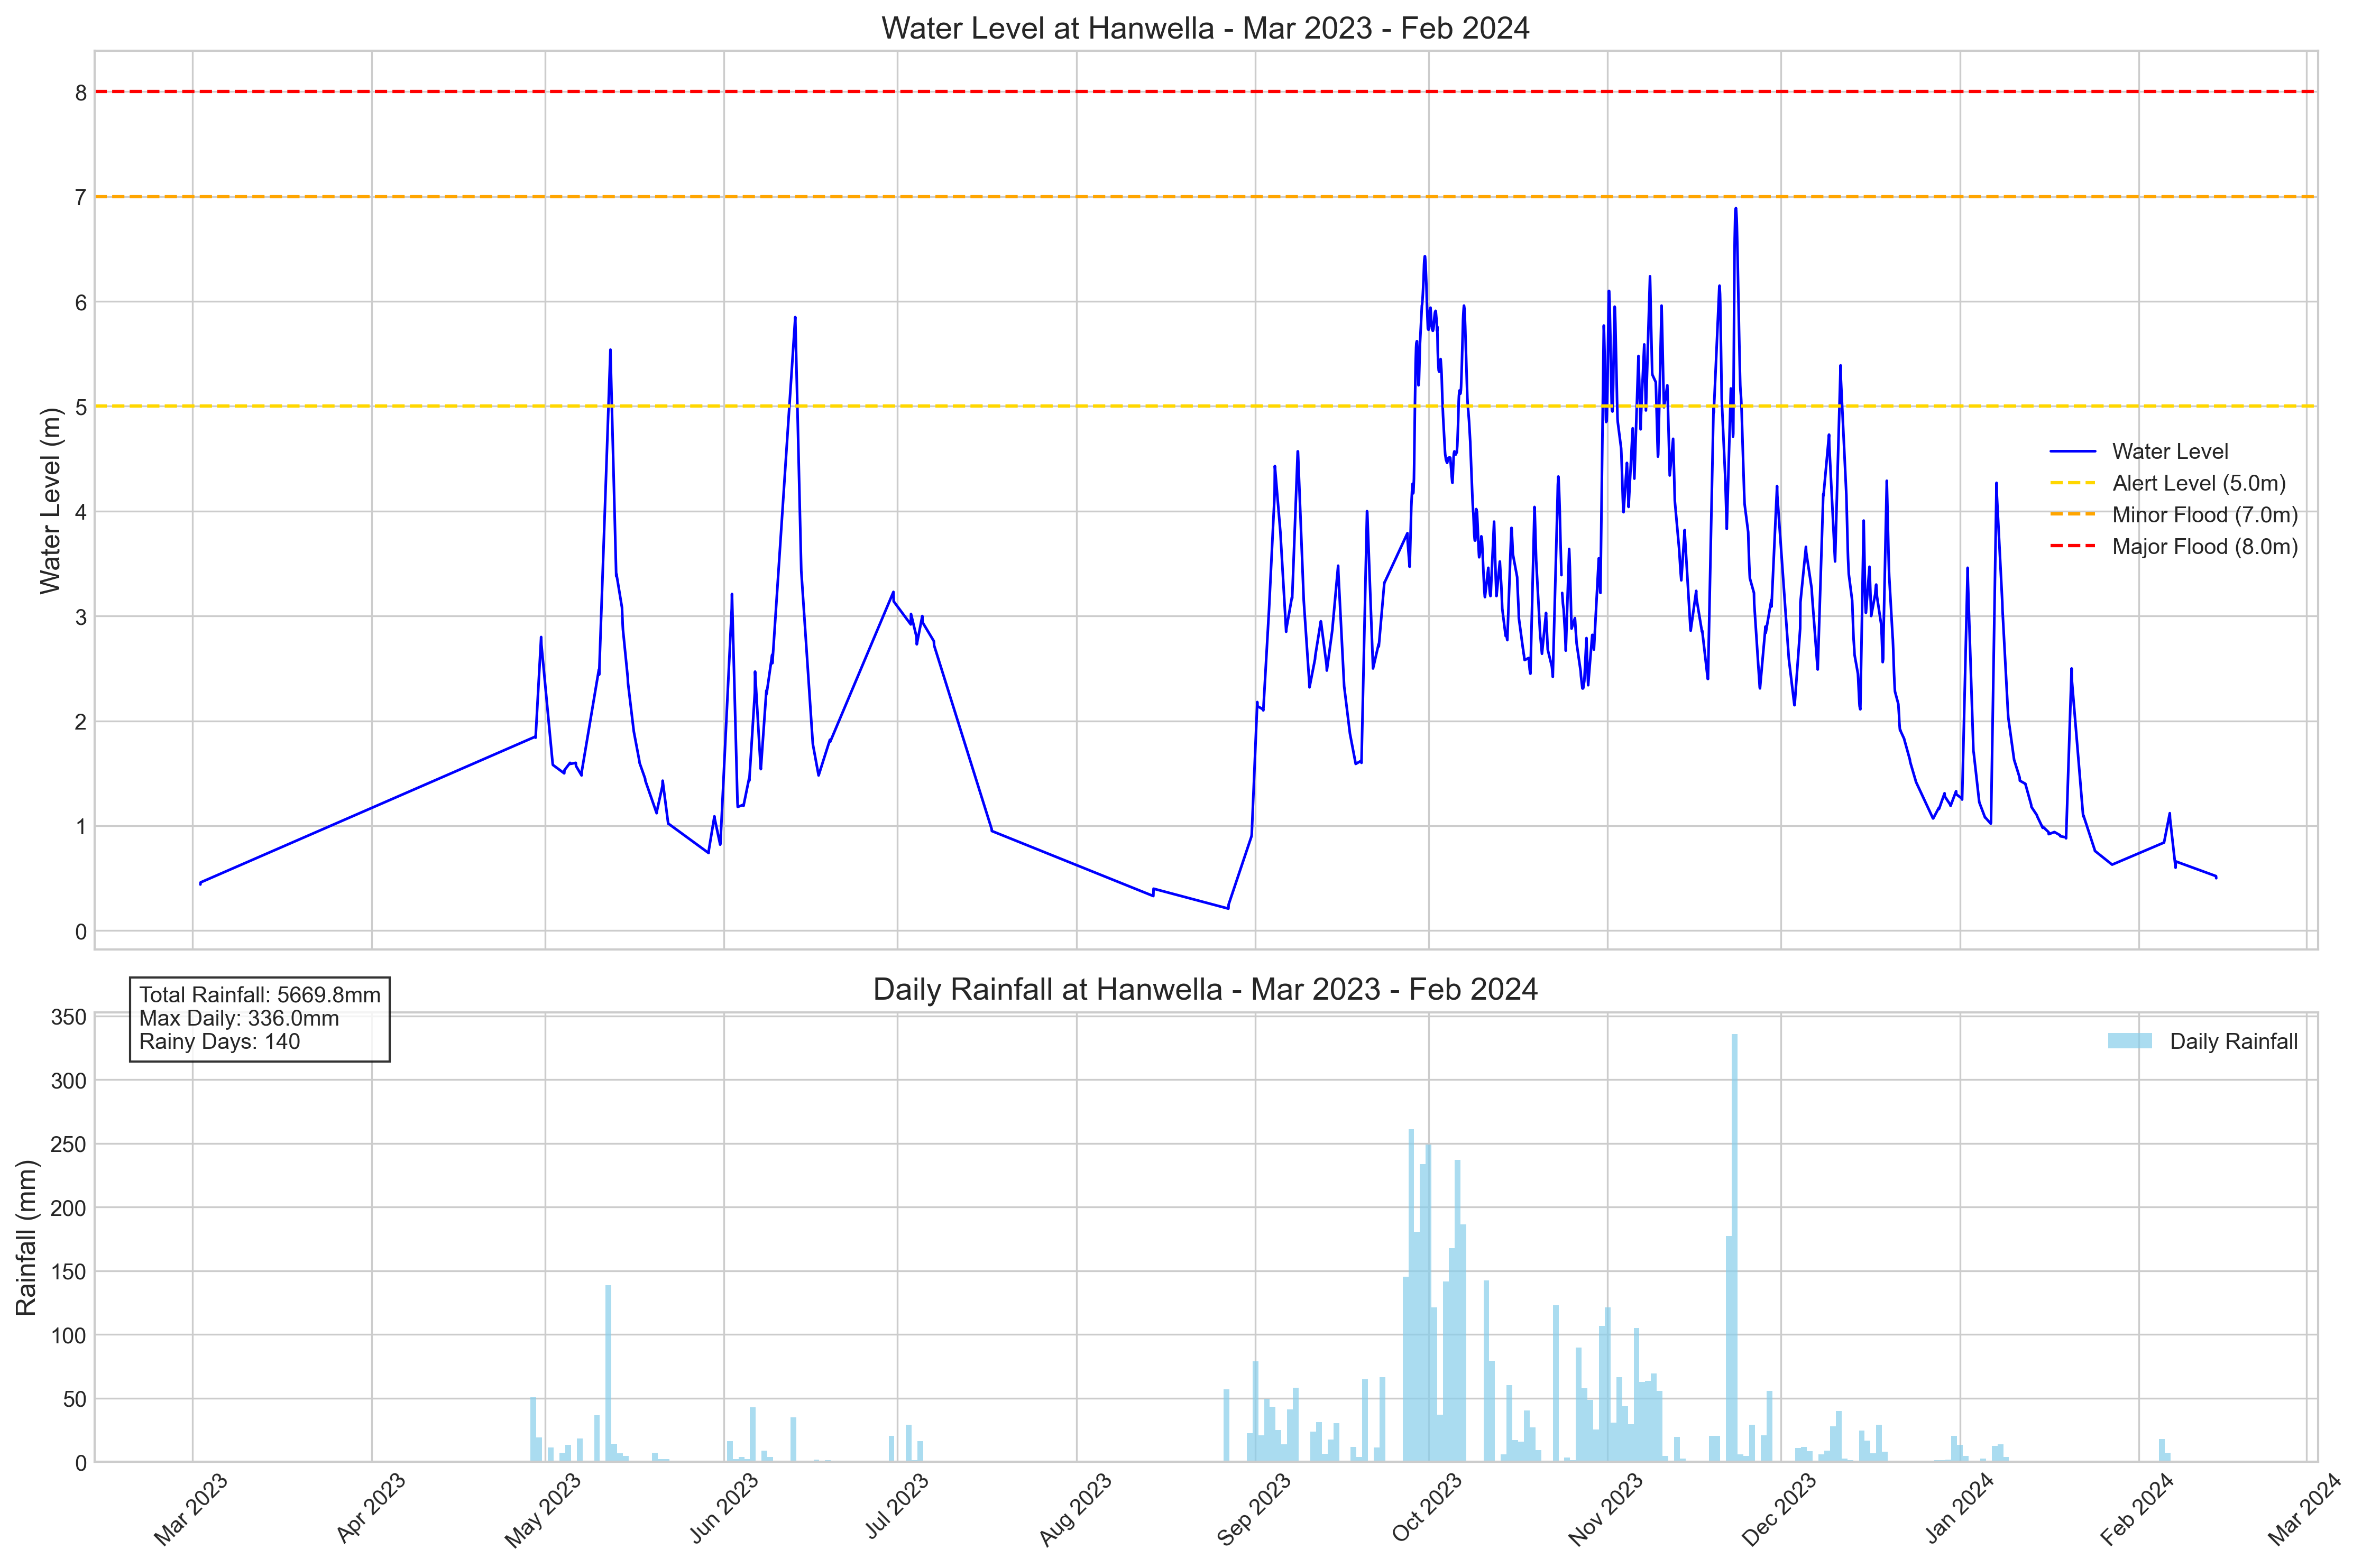 Water Level at Hanwella - Mar 2023 - Feb 2024
Water Level (m)
8
7
6
5
4
3
2
1
0
Water Level
Alert Level (5.0m)
Minor Flood (7.0m)
Major Flood (8.0m)
Daily Rainfall at Hanwella - Mar 2023 - Feb 2024
Total Rainfall: 5669.8mm
Max Daily: 336.0mm
Rainy Days: 140
Daily Rainfall
Rainfall (mm)
350
300
250
200
150
100
50
0
Mar 2023
Apr 2023
May 2023
Jun 2023
Jul 2023
Aug 2023
Sep 2023
Oct 2023
Nov 2023
Dec 2023
Jan 2024
Feb 2024
Mar 2024